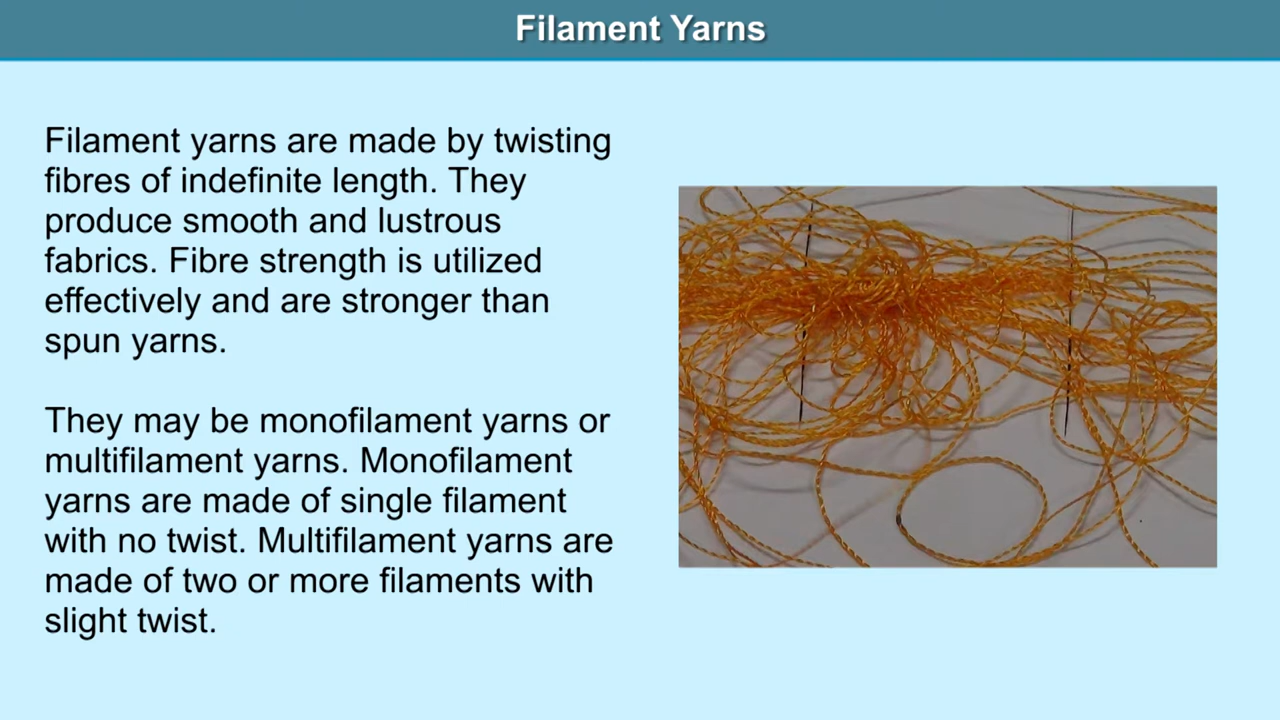 Filament Yarns
Filament yarns are made by twisting
fibres of indefinite length. They
produce smooth and lustrous
fabrics. Fibre strength is utilized
effectively and are stronger than
spun yarns.
They may be monofilament yarns or
multifilament yarns. Monofilament
yarns are made of single filament
with no twist. Multifilament yarns are
made of two or more filaments with
slight twist.